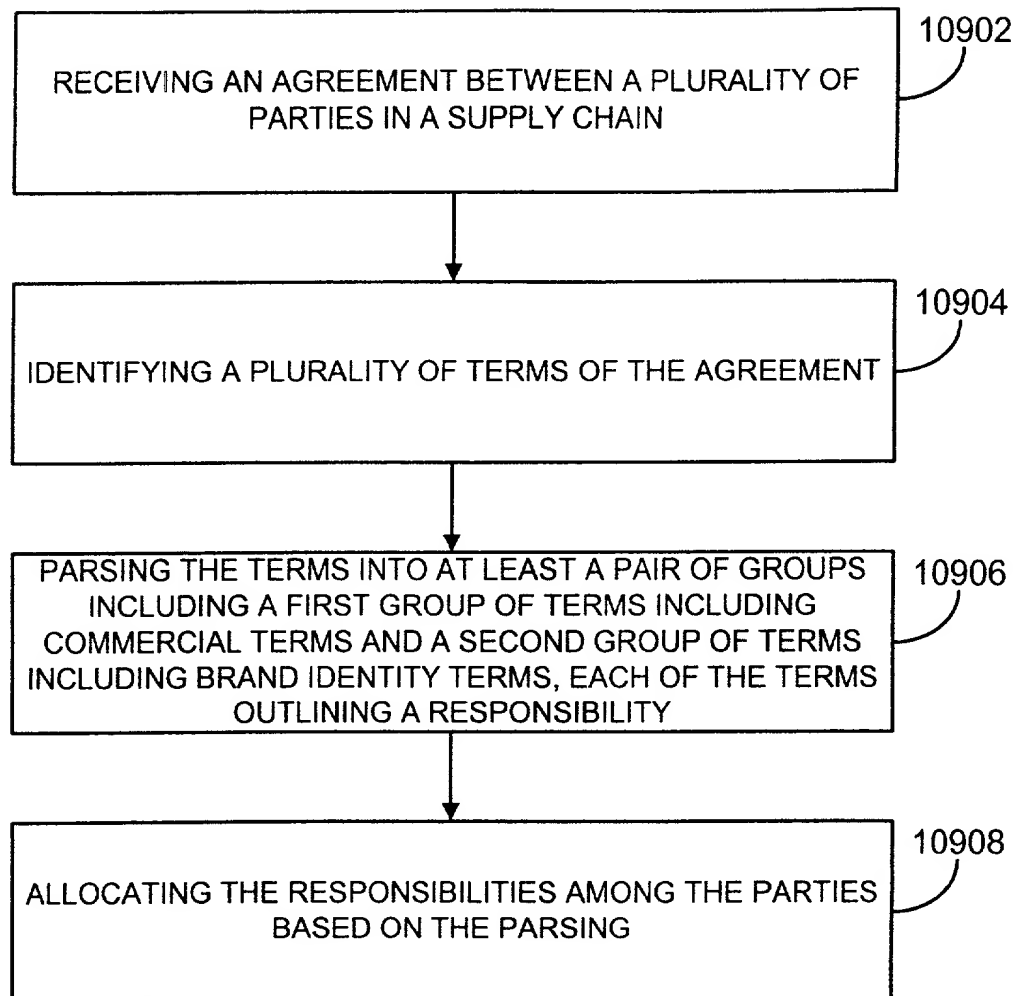 10902
RECEIVING AN AGREEMENT BETWEEN A PLURALITY OF
PARTIES IN A SUPPLY CHAIN
10904
IDENTIFYING A PLURALITY OF TERMS OF THE AGREEMENT
10906
PARSING THE TERMS INTO AT LEAST A PAIR OF GROUPS
INCLUDING A FIRST GROUP OF TERMS INCLUDING
COMMERCIAL TERMS AND A SECOND GROUP OF TERMS
INCLUDING BRAND IDENTITY TERMS, EACH OF THE TERMS
OUTLINING A RESPONSIBILITY
10908
ALLOCATING THE RESPONSIBILITIES AMONG THE PARTIES
BASED ON THE PARSING